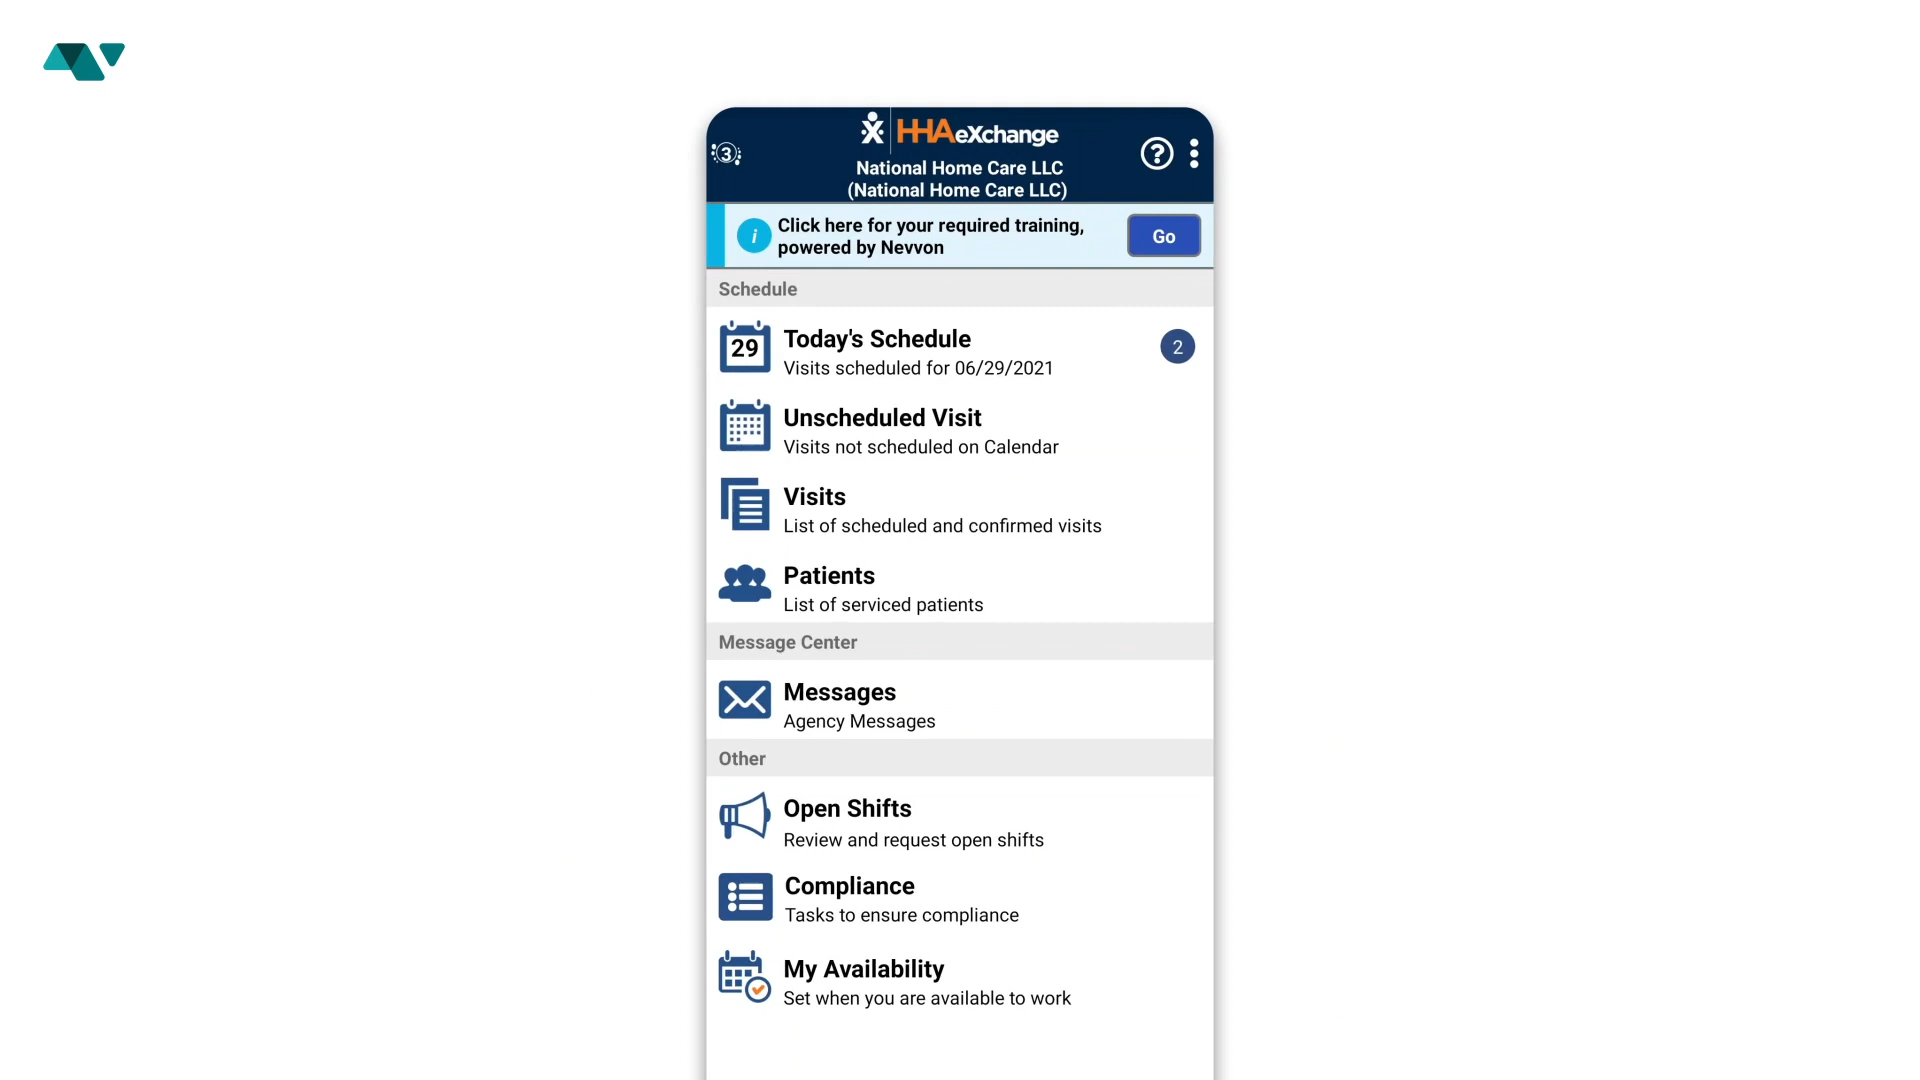 HHAeXchange
3
National Home Care LLC
(National Home Care LLC)
?
i
Click here for your required training,
powered by Nevvon
Go
Schedule
29
Today's Schedule
Visits scheduled for 06/29/2021
2
Unscheduled Visit
Visits not scheduled on Calendar
Visits
List of scheduled and confirmed visits
Patients
List of serviced patients
Message Center
Messages
Agency Messages
Other
Open Shifts
Review and request open shifts
Compliance
Tasks to ensure compliance
My Availability
Set when you are available to work